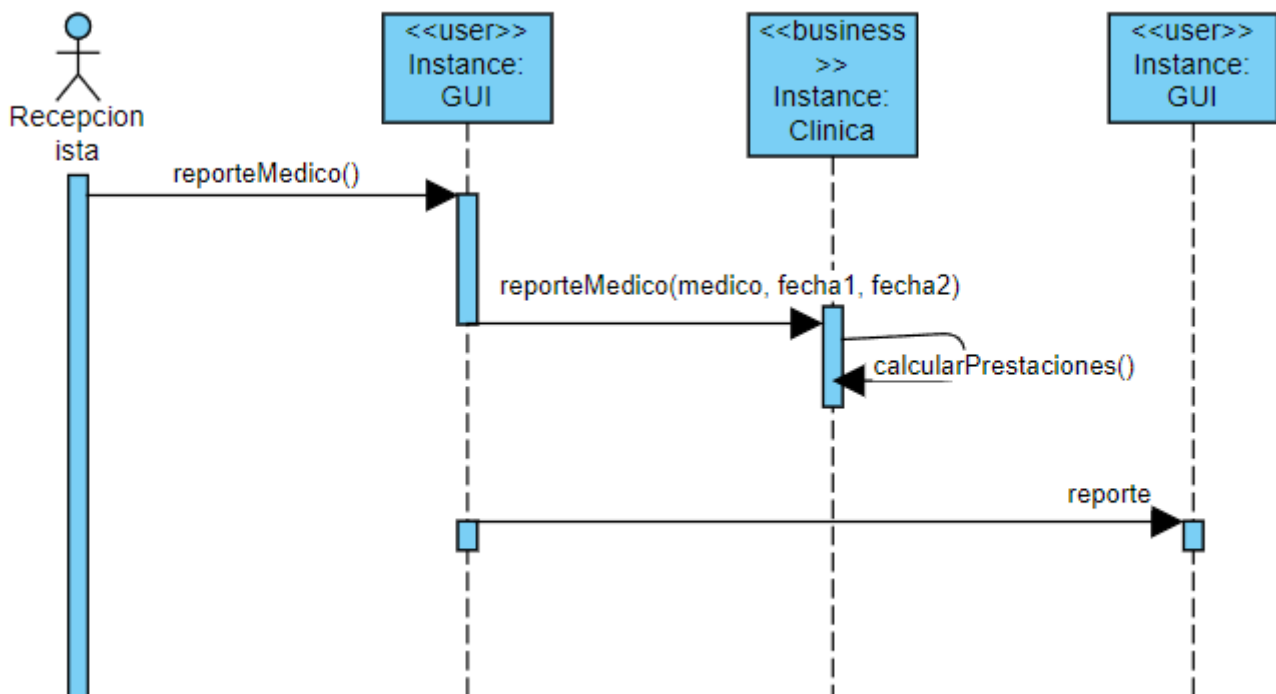 <<user>>
Instance:
GUI
<<business
>>
Instance:
Clinica
<<user>>
Instance:
GUI
Recepcion
ista
reporteMedico()
reporteMedico(medico, fecha1, fecha2)
calcularPrestaciones()
reporte